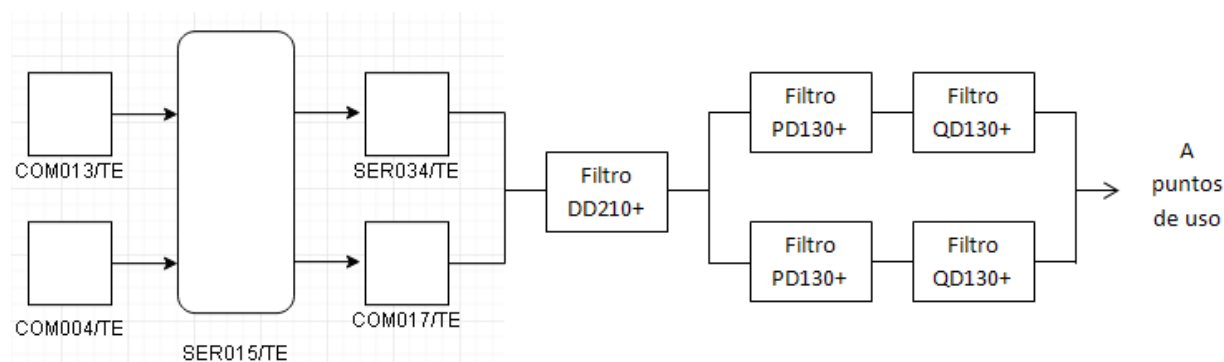 COM013/TE
COM004/TE
SER015/TE
SER034/TE
COM017/TE
Filtro
DD210+
Filtro
PD130+
Filtro
QD130+
Filtro
PD130+
Filtro
QD130+
A
puntos
de uso